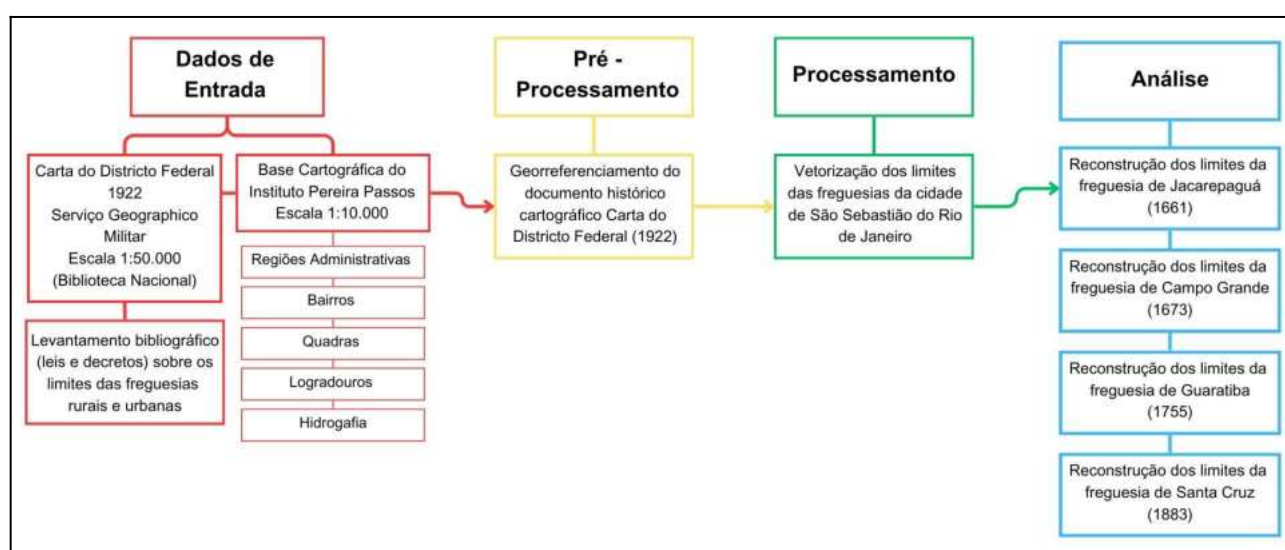 Dados de
Entrada
Carta do Districto Federal
1922
Serviço Geographico
Militar
Escala 1:50.000
(Biblioteca Nacional)
Levantamento bibliográfico
(leis e decretos) sobre os
limites das freguesias
rurais e urbanas
Base Cartográfica do
Instituto Pereira Passos
Escala 1:10.000
Regiões Administrativas
Bairros
Quadras
Logradouros
Hidrogafia
Pré -
Processamento
Georreferenciamento do
documento histórico
cartográfico Carta do
Districto Federal (1922)
Processamento
Vetorização dos limites
das freguesias da cidade
de São Sebastião do Rio
de Janeiro
Análise
Reconstrução dos limites da
freguesia de Jacarepaguá
(1661)
Reconstrução dos limites da
freguesia de Campo Grande
(1673)
Reconstrução dos limites da
freguesia de Guaratiba
(1755)
Reconstrução dos limites da
freguesia de Santa Cruz
(1883)